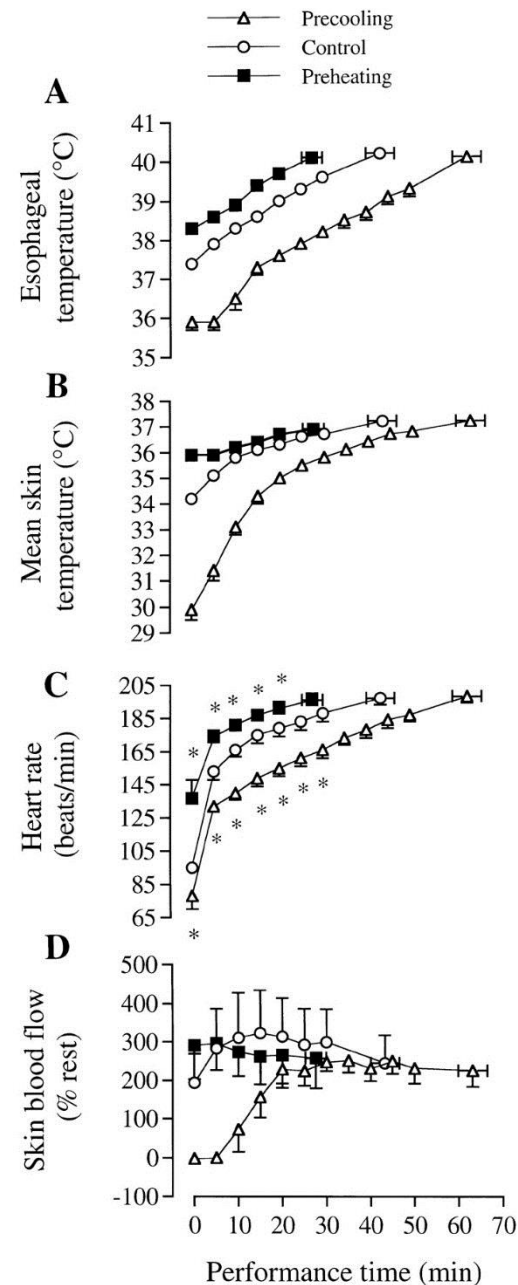 Precooling
Control
Preheating
A
41
40
39
38
37
36
35
Esophageal
temperature (°C)
B
38
37
36
35
34
33
32
31
30
29
Mean skin
temperature (°C)
C
205
185
165
145
125
105
85
65
Heart rate
(beats/min)
* * * * *
* * * * * * *
D
500
400
300
200
100
0
-100
Skin blood flow
(% rest)
0 10 20 30 40 50 60 70
Performance time (min)